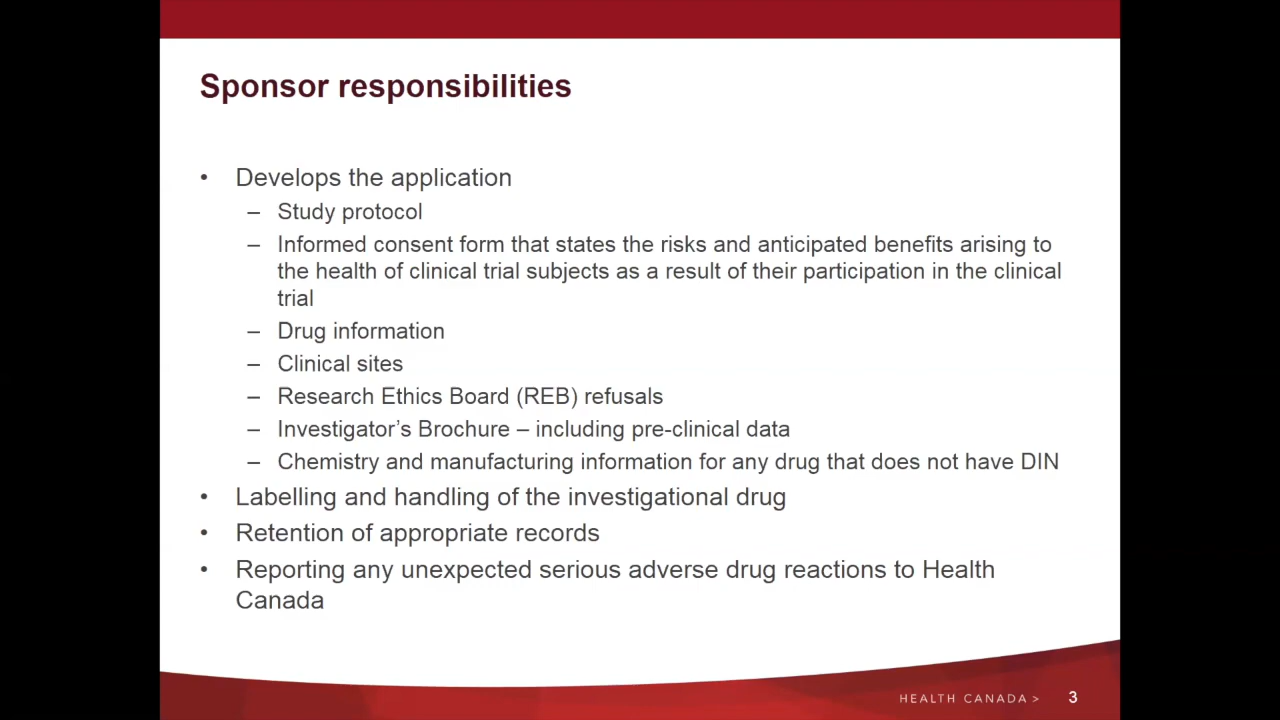 Sponsor responsibilities
• Develops the application
– Study protocol
– Informed consent form that states the risks and anticipated benefits arising to
the health of clinical trial subjects as a result of their participation in the clinical
trial
– Drug information
– Clinical sites
– Research Ethics Board (REB) refusals
– Investigator’s Brochure – including pre-clinical data
– Chemistry and manufacturing information for any drug that does not have DIN
• Labelling and handling of the investigational drug
• Retention of appropriate records
• Reporting any unexpected serious adverse drug reactions to Health
Canada
HEALTH CANADA > 3